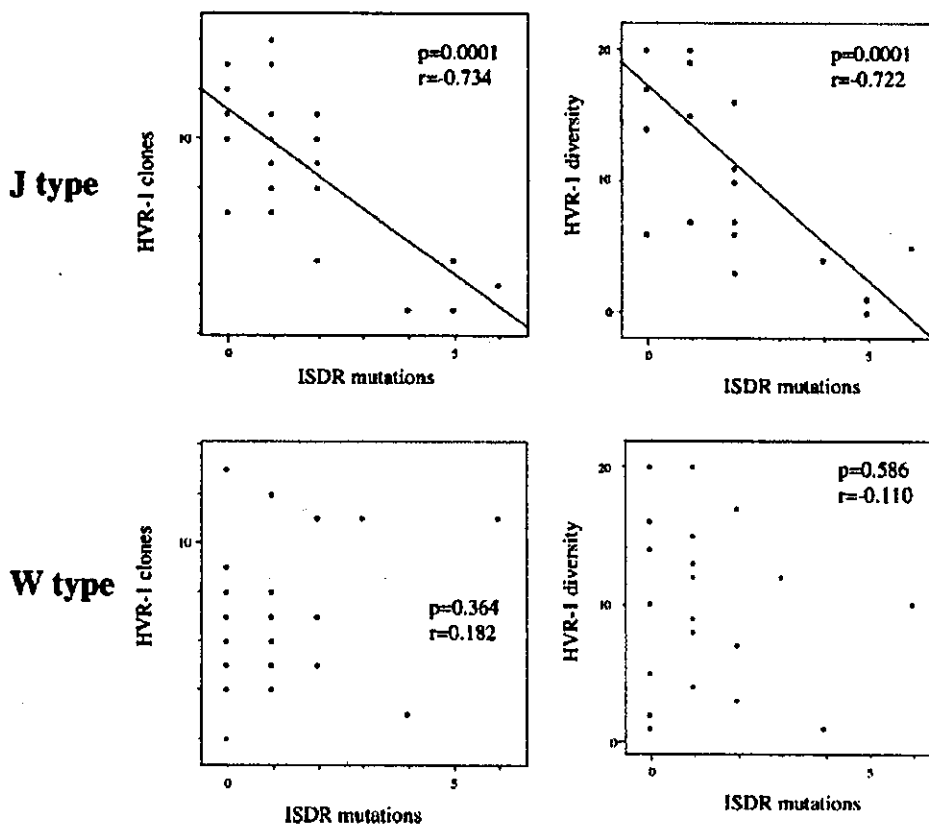 J type
HVR-1 clones
10
p=0.0001
r=-0.734
0
5
ISDR mutations
HVR-1 diversity
20
10
0
p=0.0001
r=-0.722
0
5
ISDR mutations
W type
HVR-1 clones
10
p=0.364
r=0.182
0
5
ISDR mutations
HVR-1 diversity
20
10
0
p=0.586
r=-0.110
0
5
ISDR mutations